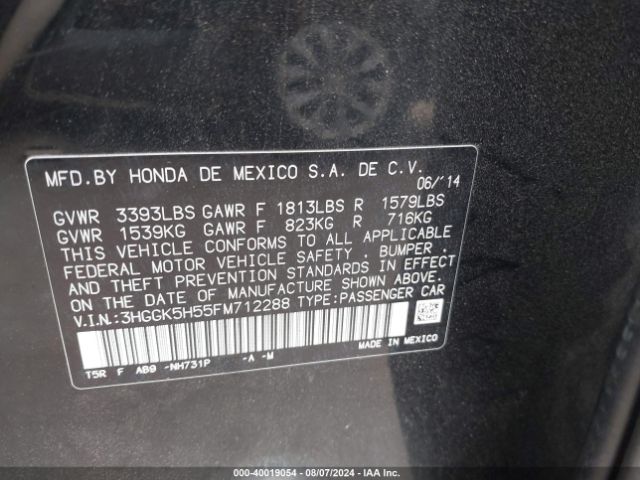 MFD.BY HONDA DE MEXICO S.A. DE C.V.
06/'14
GVWR 3393LBS GAWR F 1813LBS R 1579LBS
GVWR 1539KG GAWR F 823KG R 716KG
THIS VEHICLE CONFORMS TO ALL APPLICABLE
FEDERAL MOTOR VEHICLE SAFETY , BUMPER ,
AND THEFT PREVENTION STANDARDS IN EFFECT
ON THE DATE OF MANUFACTURE SHOWN ABOVE.
V.I.N.:3HGGK5H55FM712288 TYPE:PASSENGER CAR
T5R F AB9 -NH731P -A -M
MADE IN MEXICO
000-40019054 — 08/07/2024 — IAA Inc.